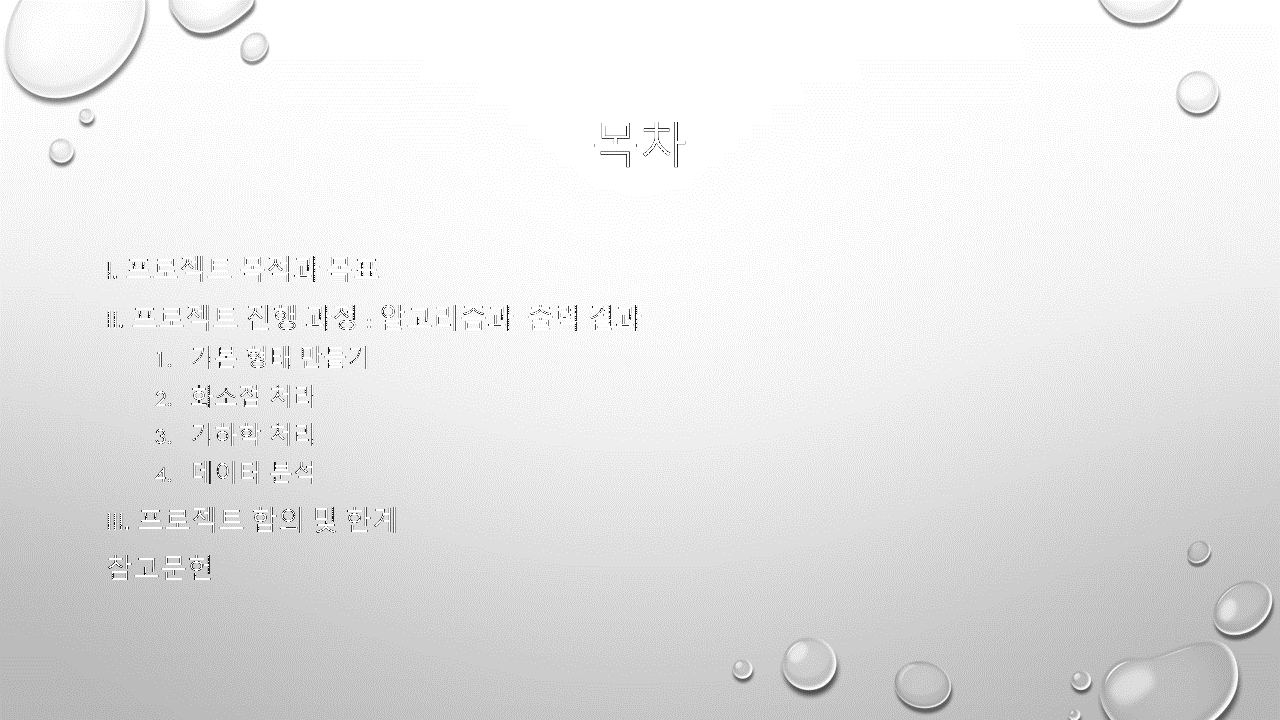 목차
I. 프로젝트 목적과 목표
II. 프로젝트 진행 과정 : 알고리즘과 출력 결과
1. 기본 형태 만들기
2. 화소점 처리
3. 기하학 처리
4. 데이터 분석
III. 프로젝트 함의 및 한계
참고문헌